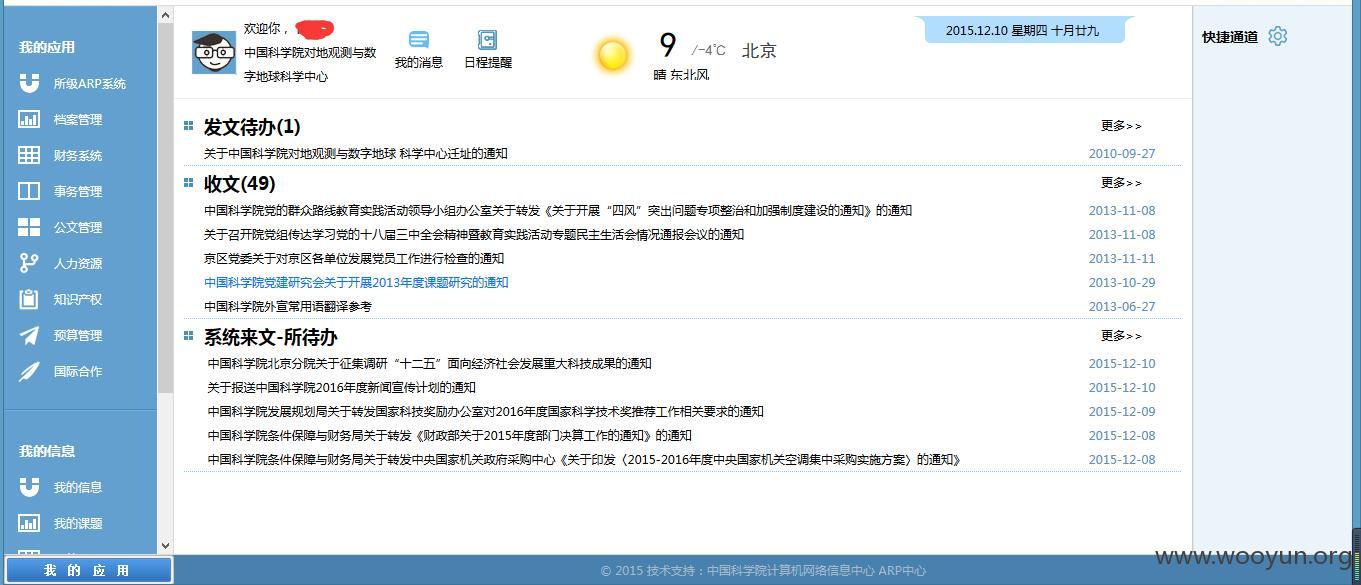 我的应用
所级ARP系统
档案管理
财务系统
事务管理
公文管理
人力资源
知识产权
预算管理
国际合作
我的信息
我的信息
我的课题
我 的 应 用
欢迎你，
中国科学院对地观测与数
字地球科学中心
我的消息
日程提醒
9 /-4℃ 北京
晴 东北风
2015.12.10 星期四 十月廿九
快捷通道
发文待办(1) 更多>>
关于中国科学院对地观测与数字地球 科学中心迁址的通知 2010-09-27
收文(49) 更多>>
中国科学院党的群众路线教育实践活动领导小组办公室关于转发《关于开展“四风”突出问题专项整治和加强制度建设的通知》的通知 2013-11-08
关于召开院党组传达学习党的十八届三中全会精神暨教育实践活动专题民主生活会情况通报会议的通知 2013-11-08
京区党委关于对京区各单位发展党员工作进行检查的通知 2013-11-11
中国科学院党建研究会关于开展2013年度课题研究的通知 2013-10-29
中国科学院外宣常用语翻译参考 2013-06-27
系统来文-所待办 更多>>
中国科学院北京分院关于征集调研“十二五”面向经济社会发展重大科技成果的通知 2015-12-10
关于报送中国科学院2016年度新闻宣传计划的通知 2015-12-10
中国科学院发展规划局关于转发国家科技奖励办公室对2016年度国家科学技术奖推荐工作相关要求的通知 2015-12-09
中国科学院条件保障与财务局关于转发《财政部关于2015年度部门决算工作的通知》的通知 2015-12-08
中国科学院条件保障与财务局关于转发中央国家机关政府采购中心《关于印发〈2015-2016年度中央国家机关空调集中采购实施方案〉的通知》 2015-12-08
© 2015 技术支持：中国科学院计算机网络信息中心 ARP中心
www.wooyun.org